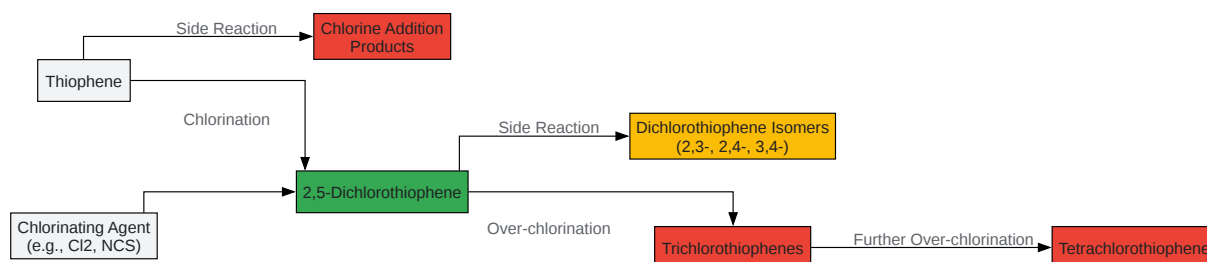 Side Reaction
Chlorine Addition
Products
Thiophene
Chlorination
Side Reaction
Dichlorothiophene Isomers
(2,3-, 2,4-, 3,4-)
2,5-Dichlorothiophene
Chlorinating Agent
(e.g., Cl2, NCS)
Over-chlorination
Trichlorothiophenes
Further Over-chlorination
Tetrachlorothiophene